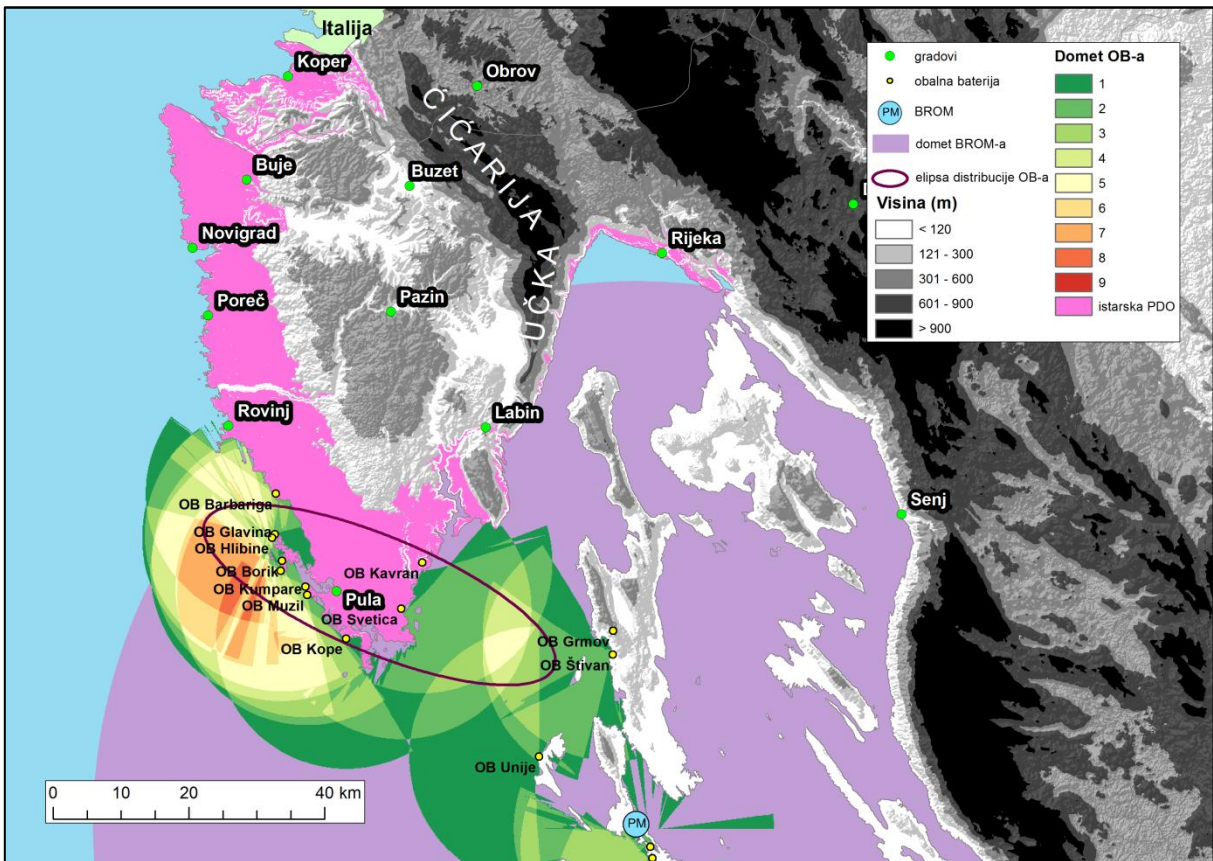 Italija
Koper
Obrov
ĆIĆARIJA
Buje
Buzet
UČKA
Novigrad
Rijeka
Poreč
Pazin
Rovinj
Labin
Senj
OB Barbariga
OB Glavina
OB Hlibine
OB Borik
OB Kavran
OB Kumpare
Pula
OB Muzil
OB Svetica
OB Kope
OB Grmov
OB Štivan
OB Unije
PM
0 10 20 40 km
gradovi
obalna baterija
PM BROM
domet BROM-a
elipsa distribucije OB-a
Visina (m)
< 120
121 - 300
301 - 600
601 - 900
> 900
Domet OB-a
1
2
3
4
5
6
7
8
9
istarska PDO